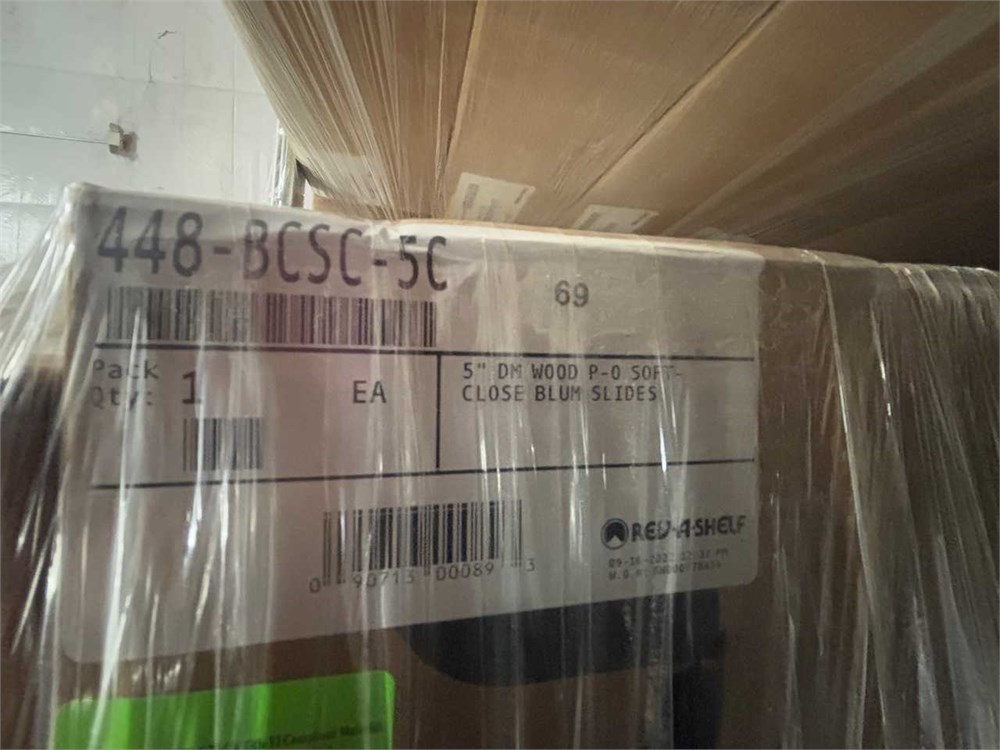 448-BCSC-5C
69
Pack
Qty: 1
EA
5" DM WOOD P-O SOFT-
CLOSE BLUM SLIDES
0 90713 00089 3
REV-A-SHELF